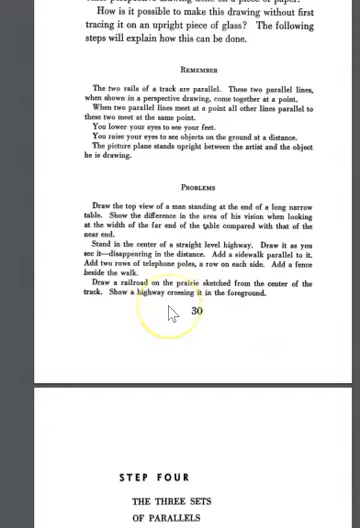 How is it possible to make this drawing without first
tracing it on an upright piece of glass? The following
steps will explain how this can be done.
REMEMBER
The two rails of a track are parallel. These two parallel lines,
when shown in a perspective drawing, come together at a point.
When two parallel lines meet at a point all other lines parallel to
these two meet at the same point.
You lower your eyes to see your feet.
You raise your eyes to see objects on the ground at a distance.
The picture plane stands upright between the artist and the object
he is drawing.
PROBLEMS
Draw the top view of a man standing at the end of a long narrow
table. Show the difference in the area of his vision when looking
at the width of the far end of the table compared with that of the
near end.
Stand in the center of a straight level highway. Draw it as you
see it—disappearing in the distance. Add a sidewalk parallel to it.
Add two rows of telephone poles, a row on each side. Add a fence
beside the walk.
Draw a railroad on the prairie sketched from the center of the
track. Show a highway crossing it in the foreground.
30
STEP FOUR
THE THREE SETS
OF PARALLELS